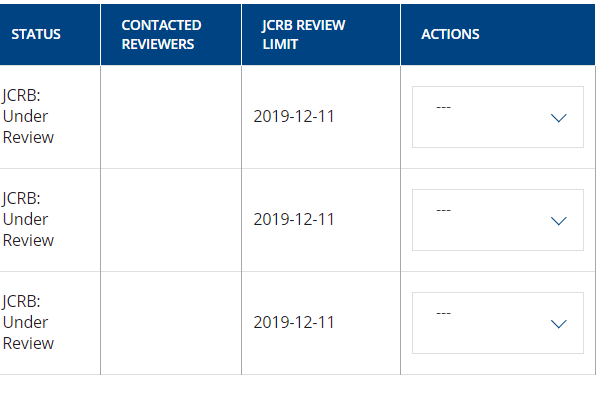 STATUS
CONTACTED
REVIEWERS
JCRB REVIEW
LIMIT
ACTIONS
JCRB:
Under
Review
2019-12-11
---
JCRB:
Under
Review
2019-12-11
---
JCRB:
Under
Review
2019-12-11
---